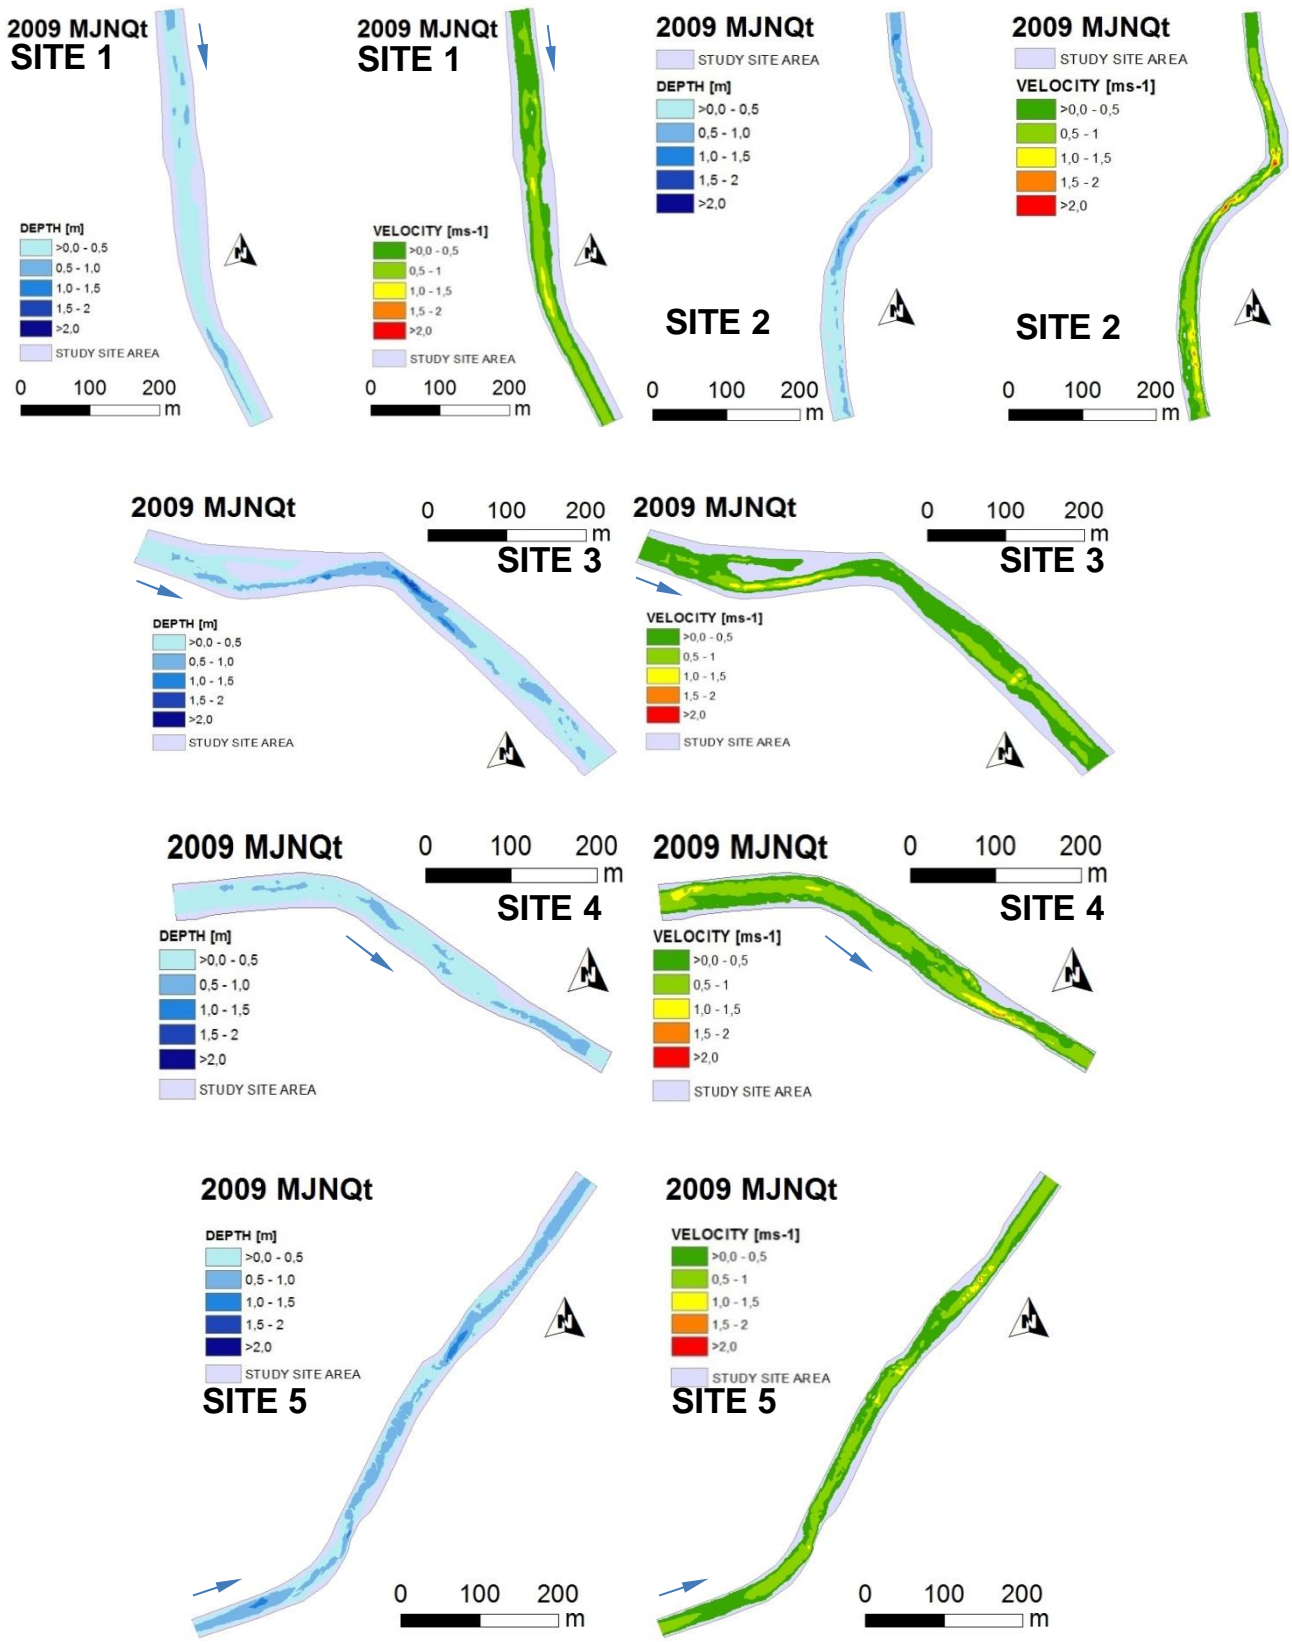 2009 MJNQt
SITE 1
DEPTH [m]
>0,0 - 0,5
0,5 - 1,0
1,0 - 1,5
1,5 - 2
>2,0
STUDY SITE AREA
0 100 200
m
N
2009 MJNQt
SITE 1
VELOCITY [ms-1]
>0,0 - 0,5
0,5 - 1
1,0 - 1,5
1,5 - 2
>2,0
STUDY SITE AREA
0 100 200
m
N
2009 MJNQt
STUDY SITE AREA
DEPTH [m]
>0,0 - 0,5
0,5 - 1,0
1,0 - 1,5
1,5 - 2
>2,0
SITE 2
0 100 200
m
N
2009 MJNQt
STUDY SITE AREA
VELOCITY [ms-1]
>0,0 - 0,5
0,5 - 1
1,0 - 1,5
1,5 - 2
>2,0
SITE 2
0 100 200
m
N
2009 MJNQt
0 100 200
m
SITE 3
DEPTH [m]
>0,0 - 0,5
0,5 - 1,0
1,0 - 1,5
1,5 - 2
>2,0
STUDY SITE AREA
N
2009 MJNQt
0 100 200
m
SITE 3
VELOCITY [ms-1]
>0,0 - 0,5
0,5 - 1
1,0 - 1,5
1,5 - 2
>2,0
STUDY SITE AREA
N
2009 MJNQt
0 100 200
m
SITE 4
DEPTH [m]
>0,0 - 0,5
0,5 - 1,0
1,0 - 1,5
1,5 - 2
>2,0
STUDY SITE AREA
N
2009 MJNQt
0 100 200
m
SITE 4
VELOCITY [ms-1]
>0,0 - 0,5
0,5 - 1
1,0 - 1,5
1,5 - 2
>2,0
STUDY SITE AREA
N
2009 MJNQt
DEPTH [m]
>0,0 - 0,5
0,5 - 1,0
1,0 - 1,5
1,5 - 2
>2,0
STUDY SITE AREA
SITE 5
N
0 100 200
m
2009 MJNQt
VELOCITY [ms-1]
>0,0 - 0,5
0,5 - 1
1,0 - 1,5
1,5 - 2
>2,0
STUDY SITE AREA
SITE 5
N
0 100 200
m